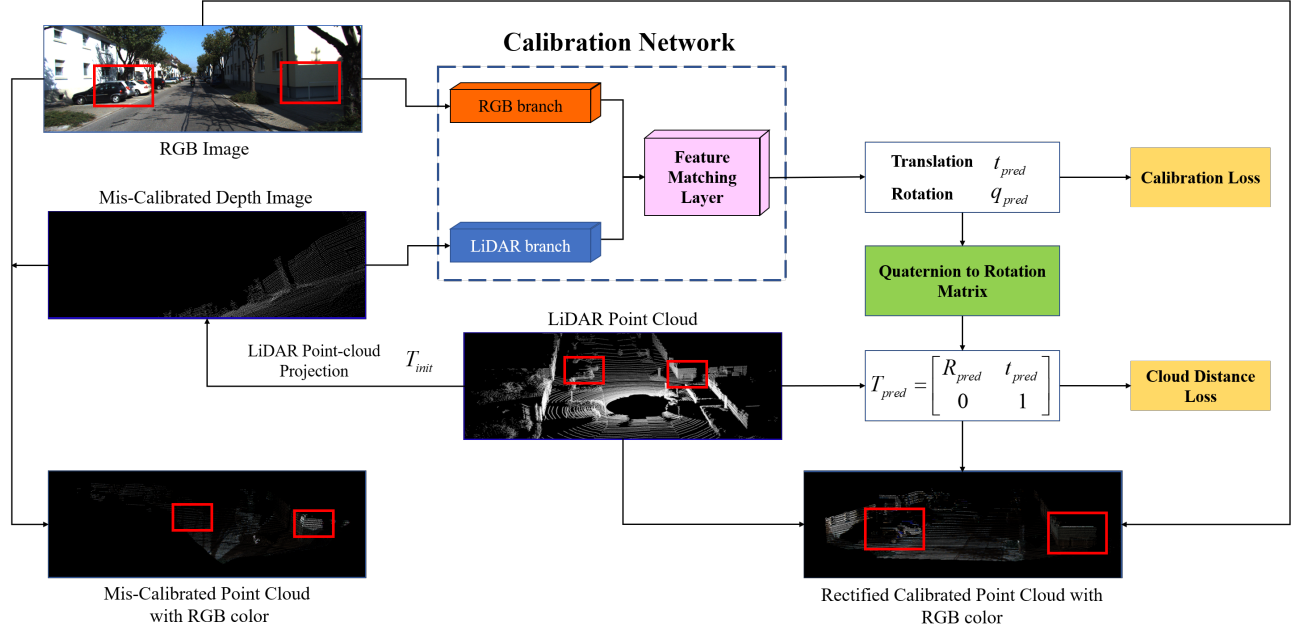 Calibration Network
RGB branch
RGB Image
Feature
Matching
Layer
Translation t_pred
Rotation q_pred
Calibration Loss
Mis-Calibrated Depth Image
LiDAR branch
Quaternion to Rotation
Matrix
LiDAR Point Cloud
LiDAR Point-cloud
Projection
T_init
T_pred = [R_pred t_pred
0 1]
Cloud Distance
Loss
Mis-Calibrated Point Cloud
with RGB color
Rectified Calibrated Point Cloud with
RGB color